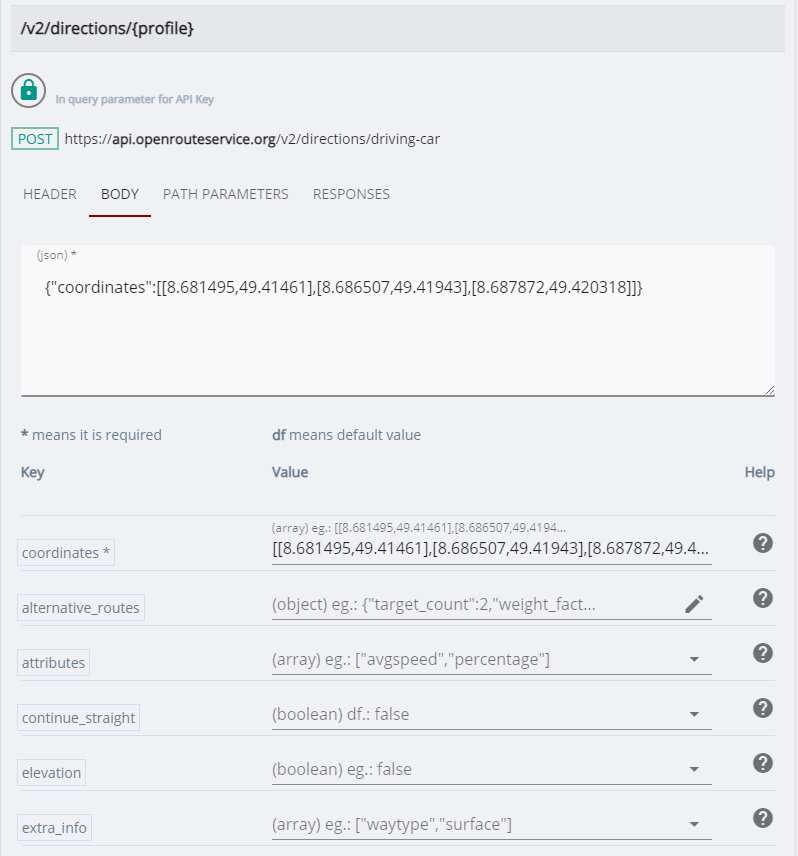 /v2/directions/{profile}
In query parameter for API Key
POST https://api.openrouteservice.org/v2/directions/driving-car
HEADER BODY PATH PARAMETERS RESPONSES
(json) *
{"coordinates":[[8.681495,49.41461],[8.686507,49.41943],[8.687872,49.420318]]}
* means it is required df means default value
Key Value Help
(array) eg.: [[8.681495,49.41461],[8.686507,49.4194...
coordinates * [[8.681495,49.41461],[8.686507,49.41943],[8.687872,49.4...
alternative_routes (object) eg.: {"target_count":2,"weight_fact...
attributes (array) eg.: ["avgspeed","percentage"]
continue_straight (boolean) df.: false
elevation (boolean) eg.: false
extra_info (array) eg.: ["waytype","surface"]